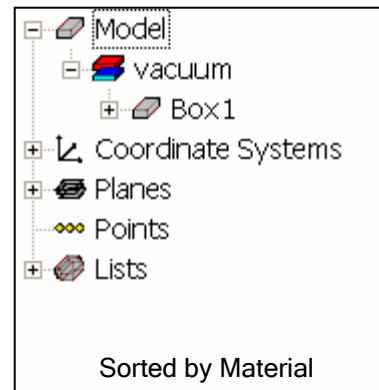 Model
vacuum
Box1
Coordinate Systems
Planes
Points
Lists
Sorted by Material